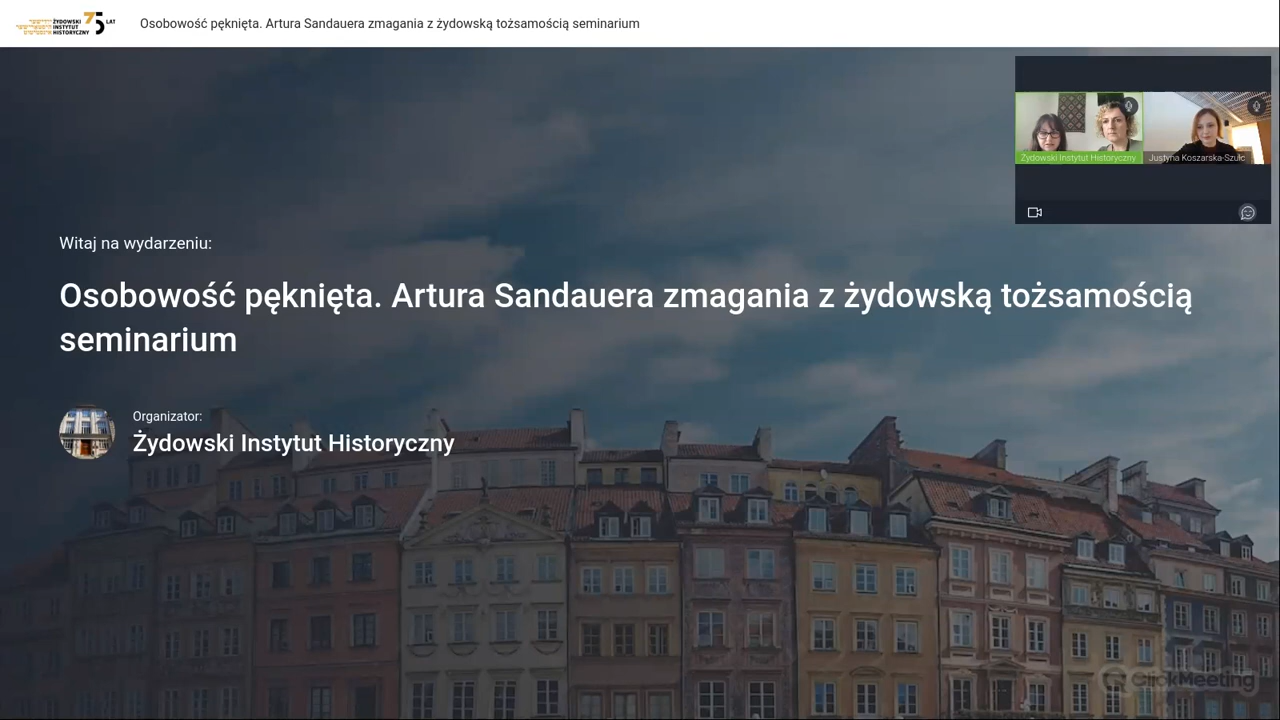 ŻYDOWSKI
INSTYTUT
HISTORYCZNY
75 LAT
Osobowość pęknięta. Artura Sandauera zmagania z żydowską tożsamością seminarium
Żydowski Instytut Historyczny
Justyna Koszarska-Szulc
Witaj na wydarzeniu:
Osobowość pęknięta. Artura Sandauera zmagania z żydowską tożsamością
seminarium
Organizator:
Żydowski Instytut Historyczny
ClickMeeting